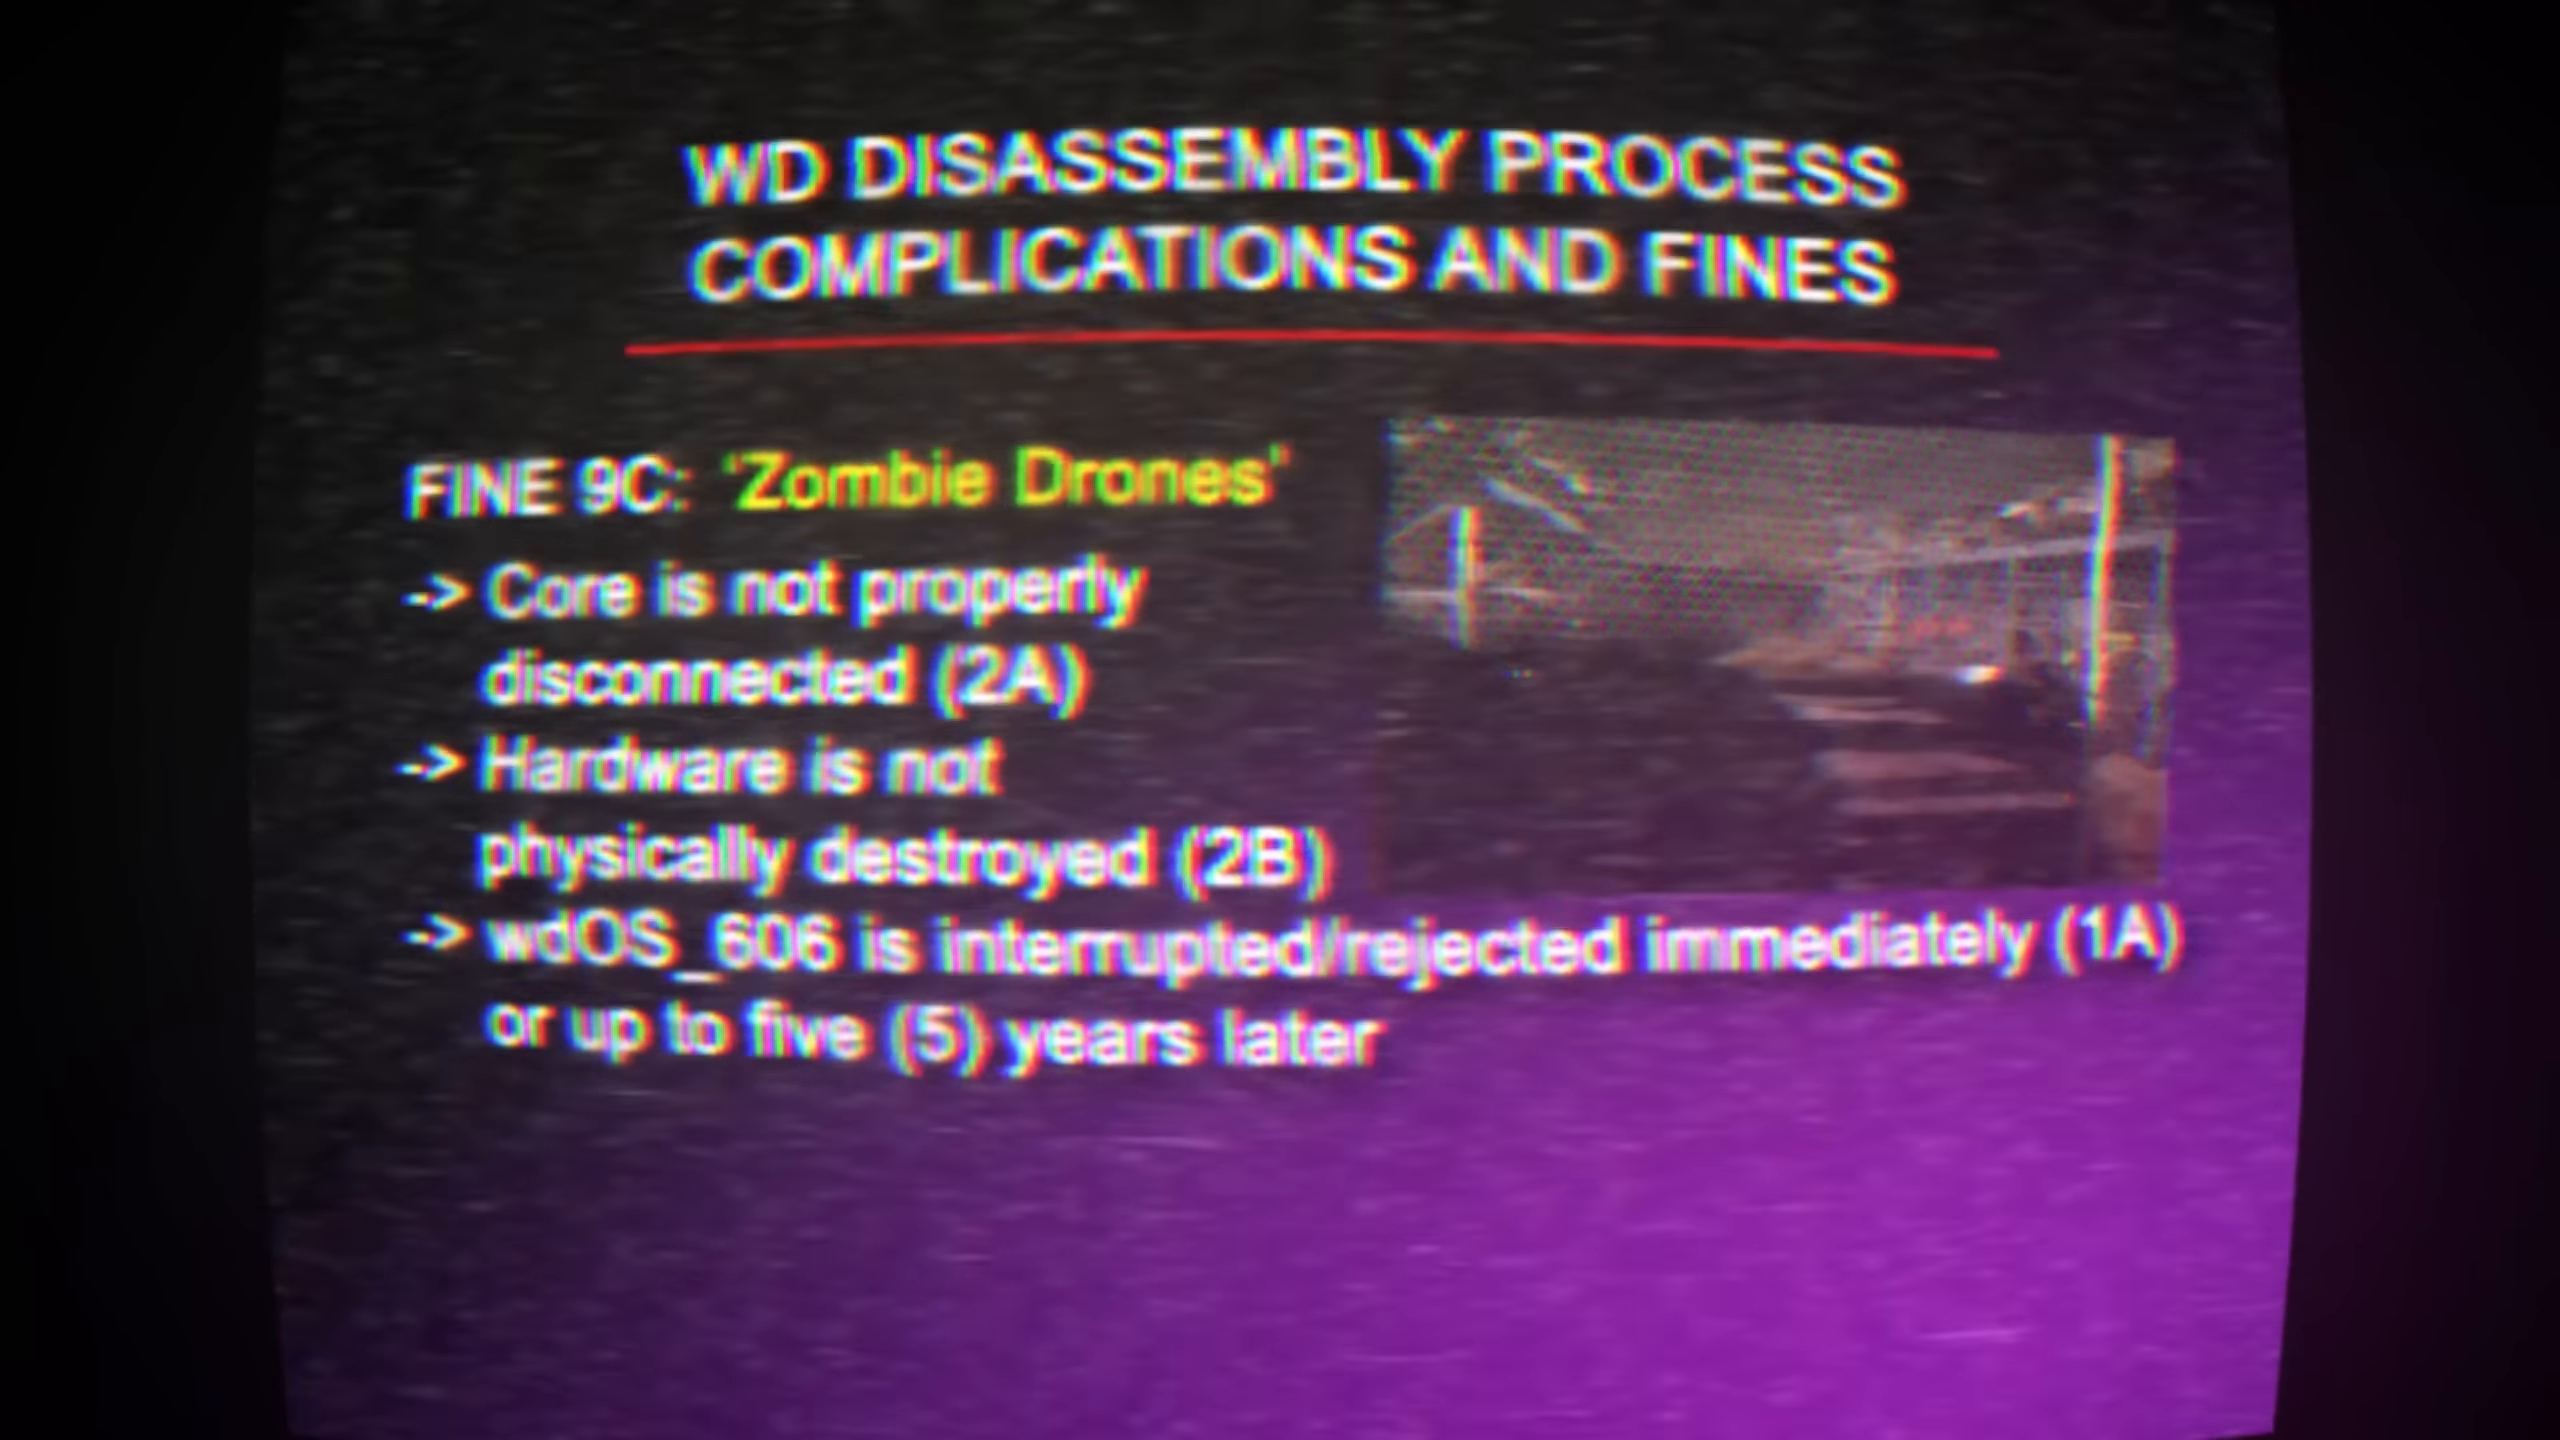 WD DISASSEMBLY PROCESS
COMPLICATIONS AND FINES
FINE 9C: 'Zombie Drones'
-> Core is not properly
disconnected (2A)
-> Hardware is not
physically destroyed (2B)
-> wdOS_606 is interrupted/rejected immediately (1A)
or up to five (5) years later